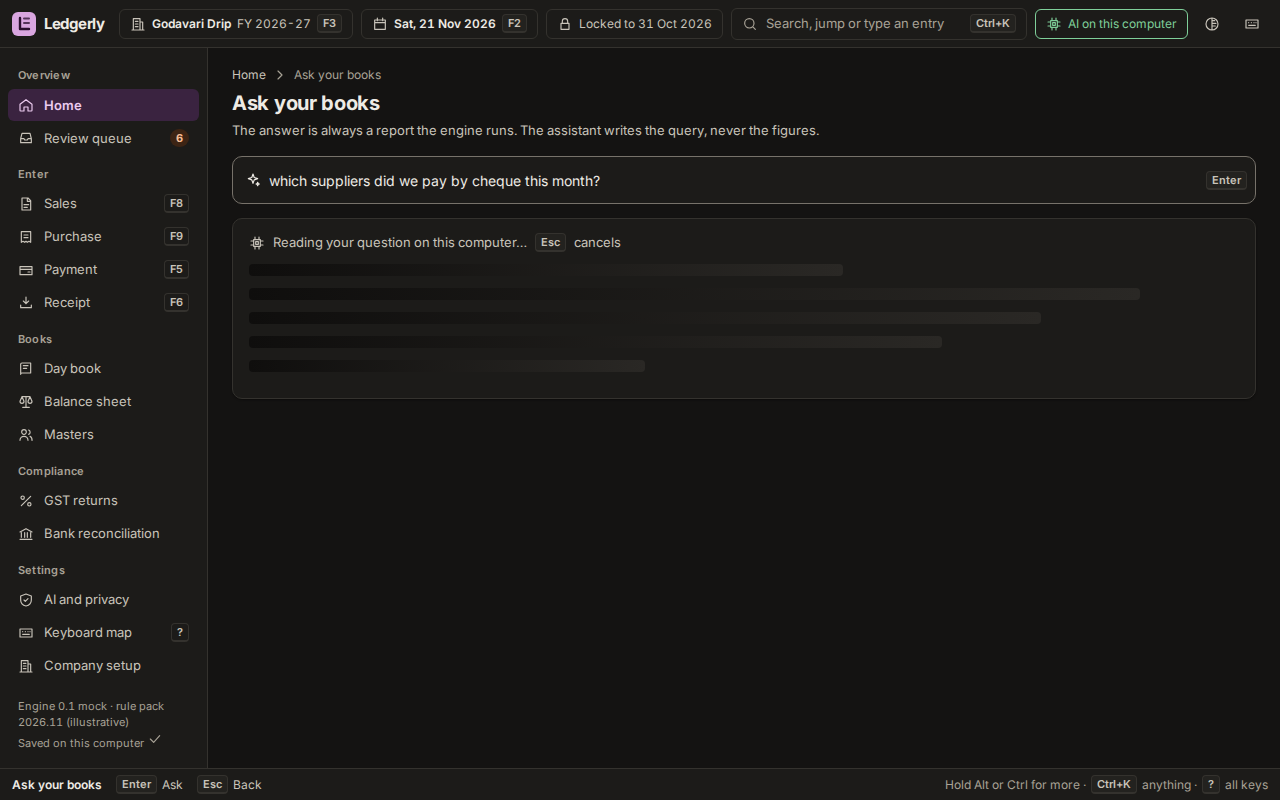 Ledgerly
Godavari Drip FY 2026-27 F3
Sat, 21 Nov 2026 F2
Locked to 31 Oct 2026
Search, jump or type an entry Ctrl+K
AI on this computer
Overview
Home
Review queue 6
Enter
Sales F8
Purchase F9
Payment F5
Receipt F6
Books
Day book
Balance sheet
Masters
Compliance
GST returns
Bank reconciliation
Settings
AI and privacy
Keyboard map ?
Company setup
Engine 0.1 mock · rule pack
2026.11 (illustrative)
Saved on this computer
Home > Ask your books
Ask your books
The answer is always a report the engine runs. The assistant writes the query, never the figures.
which suppliers did we pay by cheque this month? Enter
Reading your question on this computer... Esc cancels
Ask your books Enter Ask Esc Back
Hold Alt or Ctrl for more · Ctrl+K anything · ? all keys